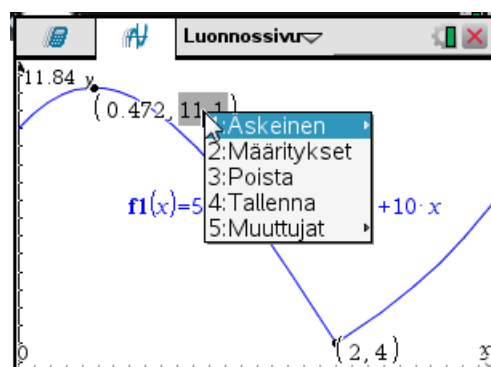 Luonnossivu
11.84 y
(0.472, 11.1)
1:Äskeinen
2:Määritykset
3:Poista
4:Tallenna
5:Muuttujat
f1(x)=5 +10·x
0
(2,4)
x